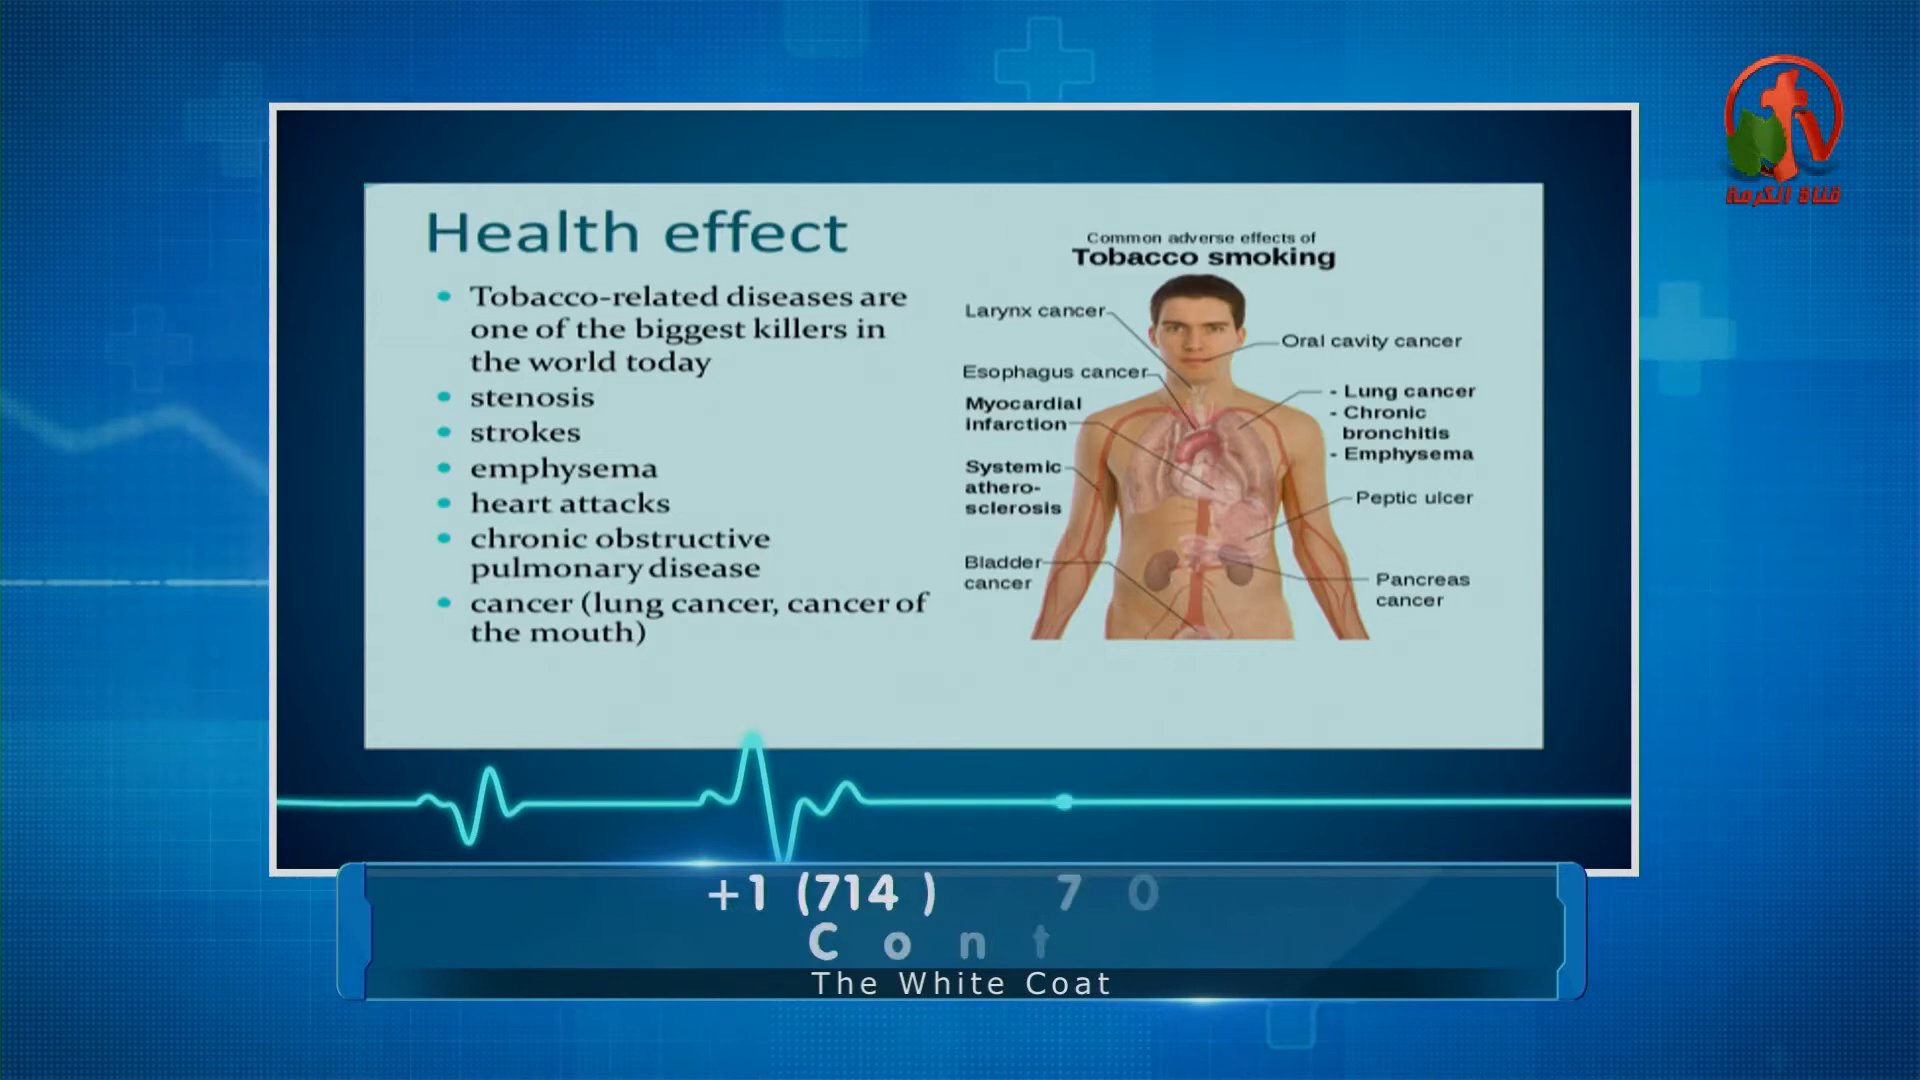 قناة الكرمة
Health effect
• Tobacco-related diseases are
one of the biggest killers in
the world today
• stenosis
• strokes
• emphysema
• heart attacks
• chronic obstructive
pulmonary disease
• cancer (lung cancer, cancer of
the mouth)
Common adverse effects of
Tobacco smoking
Larynx cancer
Oral cavity cancer
Esophagus cancer
Myocardial
infarction
- Lung cancer
- Chronic
bronchitis
- Emphysema
Systemic
athero-
sclerosis
Peptic ulcer
Bladder
cancer
Pancreas
cancer
+1 (714 ) 7 0
C o n t
The White Coat